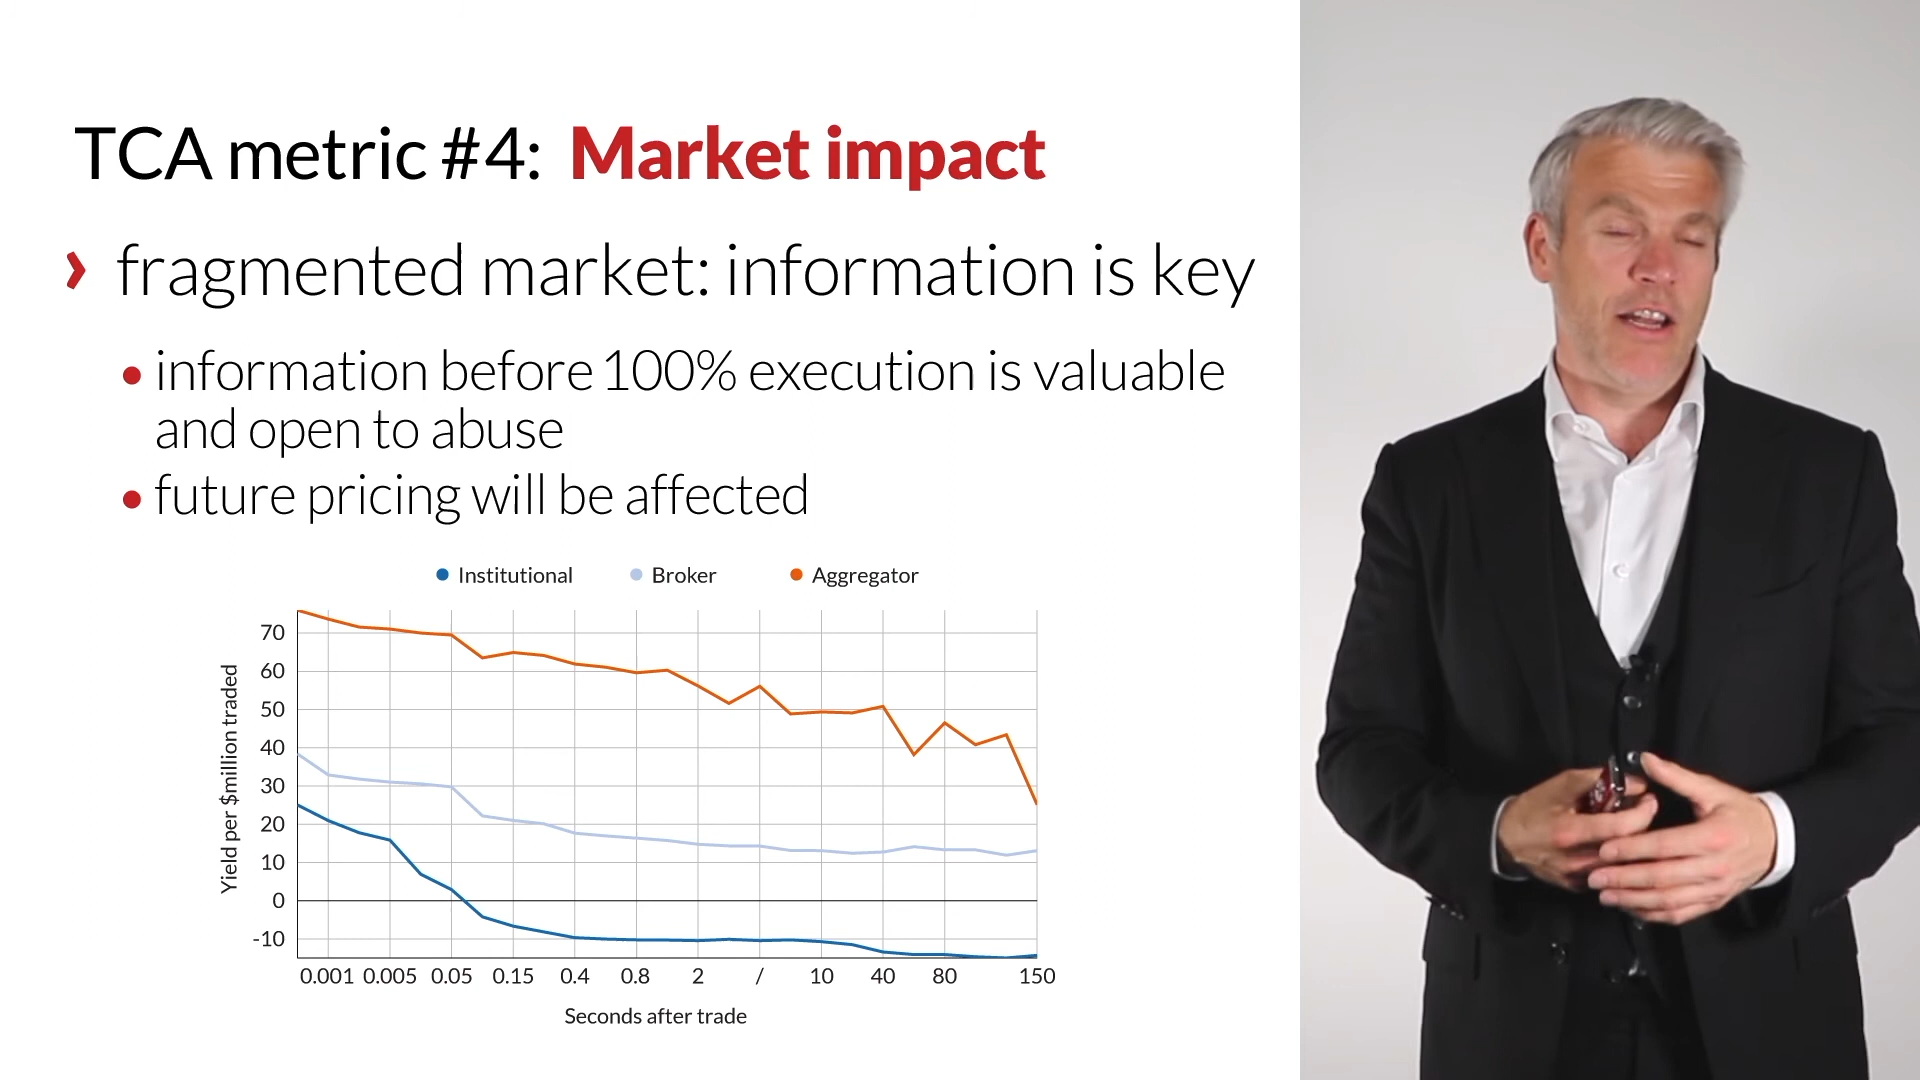 TCA metric #4: Market impact
› fragmented market: information is key
• information before 100% execution is valuable
and open to abuse
• future pricing will be affected
Institutional Broker Aggregator
Yield per $million traded
70
60
50
40
30
20
10
0
-10
0.001 0.005 0.05 0.15 0.4 0.8 2 / 10 40 80 150
Seconds after trade